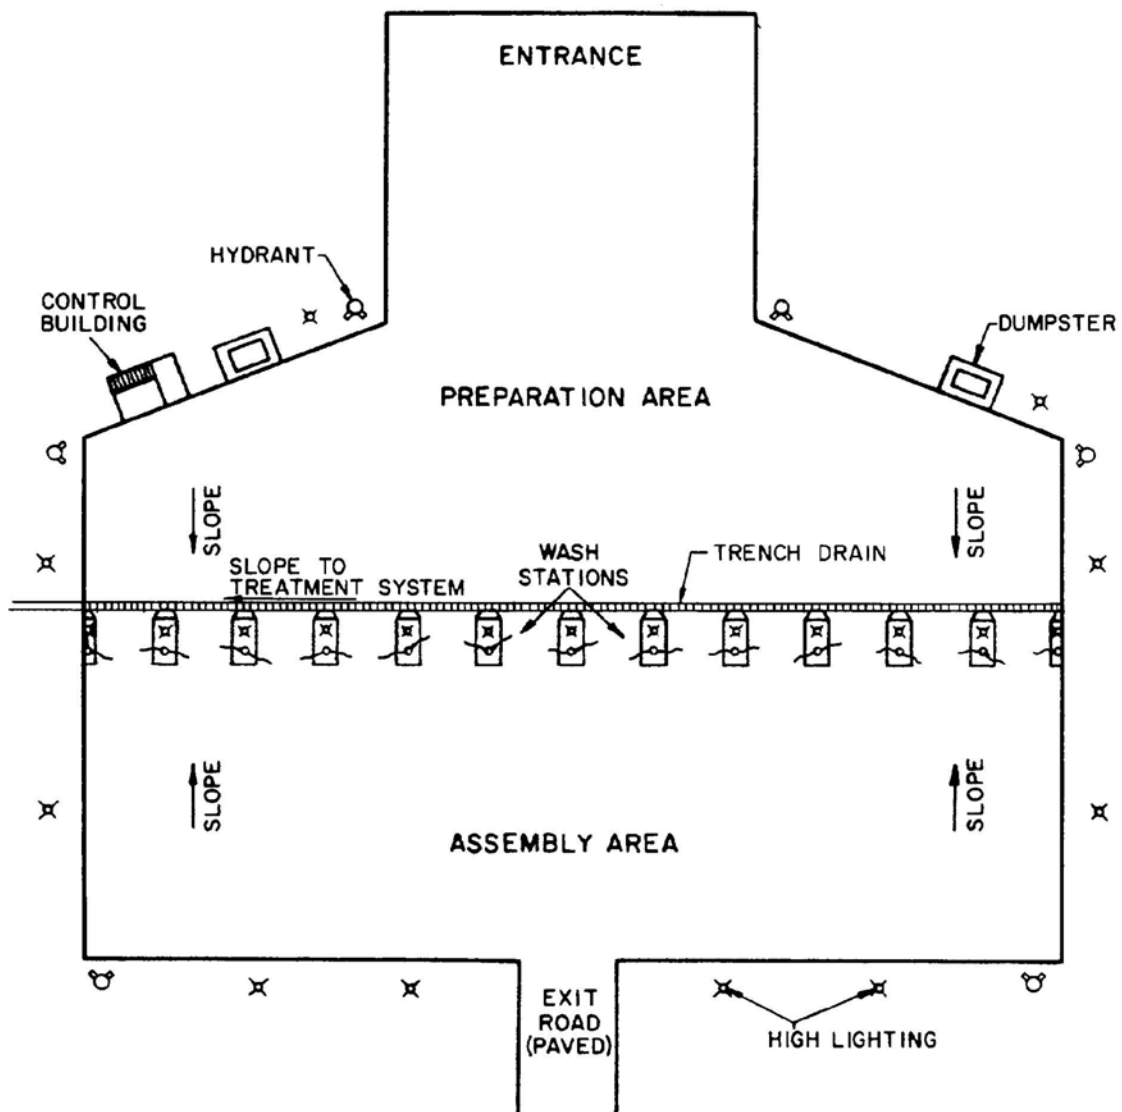 ENTRANCE
HYDRANT
CONTROL
BUILDING
DUMPSTER
PREPARATION AREA
SLOPE
SLOPE
WASH
STATIONS
TRENCH DRAIN
SLOPE TO
TREATMENT SYSTEM
SLOPE
SLOPE
ASSEMBLY AREA
EXIT
ROAD
(PAVED)
HIGH LIGHTING